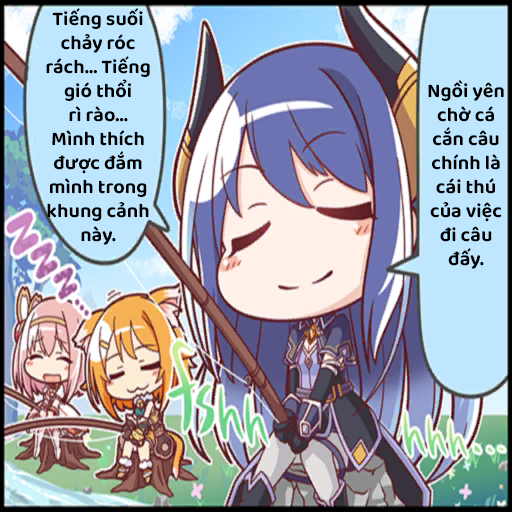 Tiếng suối
chảy róc
rách... Tiếng
gió thổi
rì rào...
Mình thích
được đắm
mình trong
khung cảnh
này.
Ngồi yên
chờ cá
cắn câu
chính là
cái thú
của việc
đi câu
đấy.
NNN...
fshh
hhh...